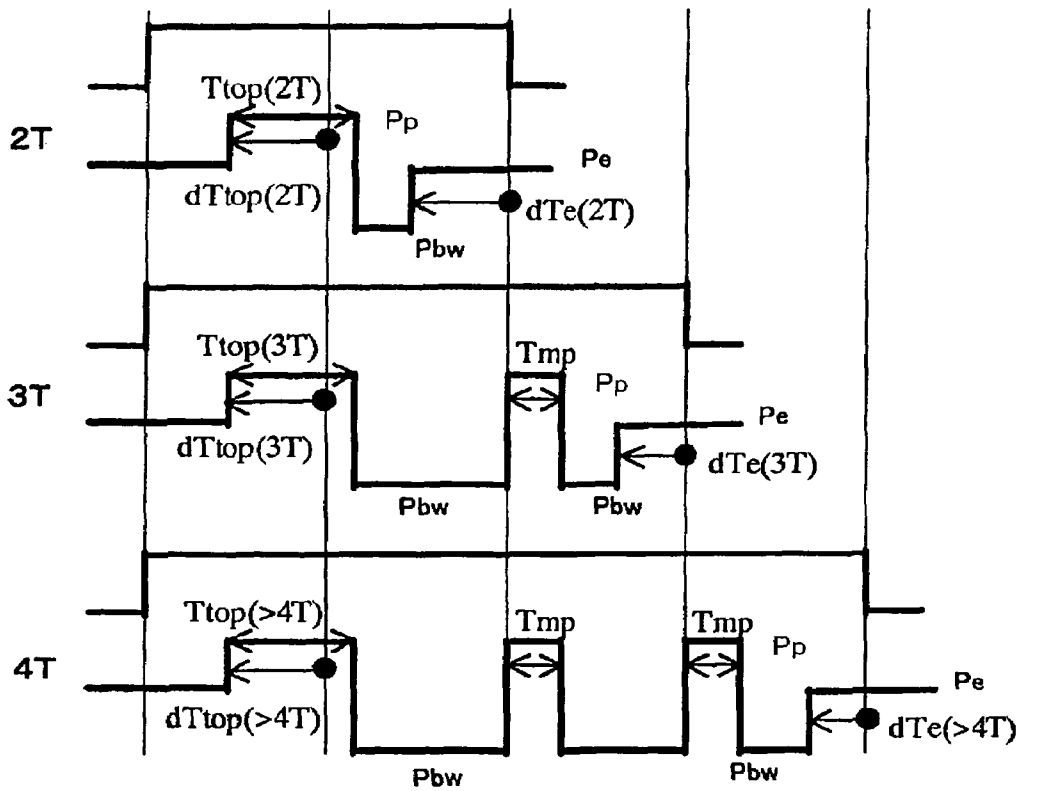 Ttop(2T)
2T
Pp
Pe
dTtop(2T)
dTe(2T)
Pbw
Ttop(3T)
Tmp
3T
Pp
Pe
dTtop(3T)
dTe(3T)
Pbw
Pbw
Ttop(>4T)
Tmp
Tmp
4T
Pp
Pe
dTtop(>4T)
dTe(>4T)
Pbw
Pbw